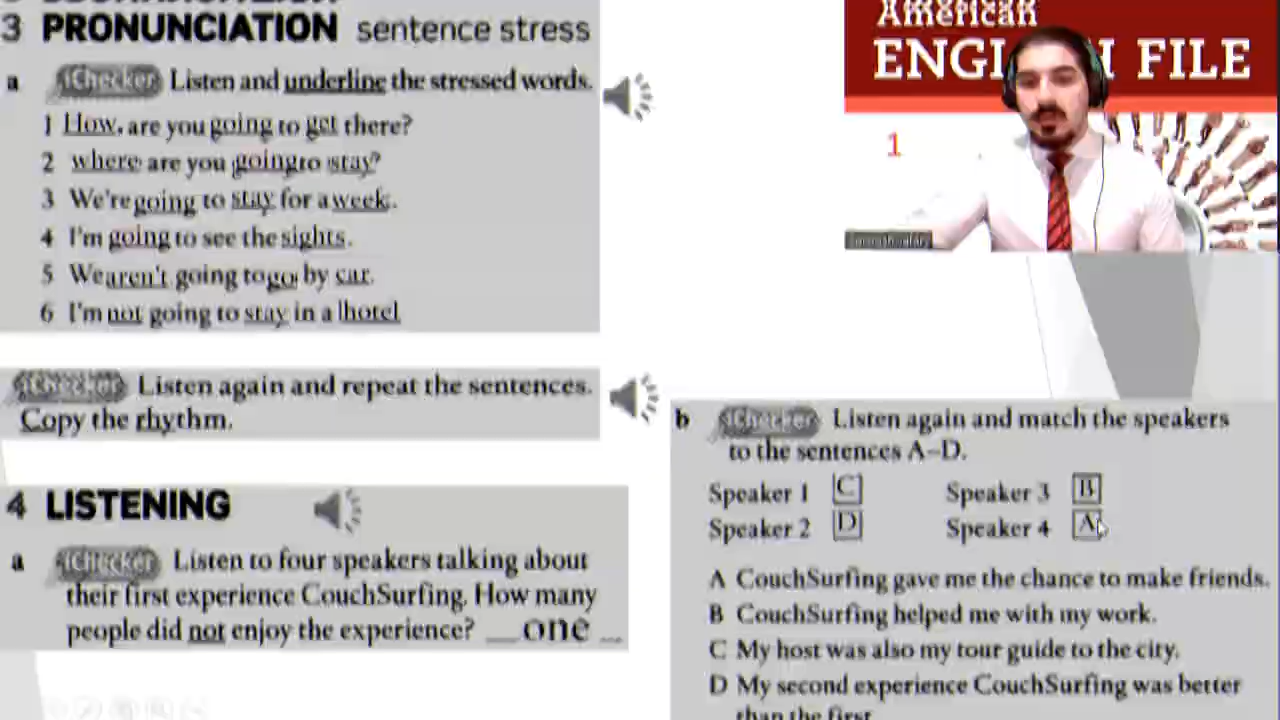 3 PRONUNCIATION sentence stress
a iChecker Listen and underline the stressed words.
1 How, are you going to get there?
2 where are you goingto stay?
3 We're going to stay for a week.
4 I'm going to see the sights.
5 We aren't going to go by car.
6 I'm not going to stay in a hotel
iChecker Listen again and repeat the sentences.
Copy the rhythm.
4 LISTENING
a iChecker Listen to four speakers talking about
their first experience CouchSurfing. How many
people did not enjoy the experience? one
American
ENGLISH FILE
1
b iChecker Listen again and match the speakers
to the sentences A–D.
Speaker 1 C Speaker 3 B
Speaker 2 D Speaker 4 A
A CouchSurfing gave me the chance to make friends.
B CouchSurfing helped me with my work.
C My host was also my tour guide to the city.
D My second experience CouchSurfing was better
than the first